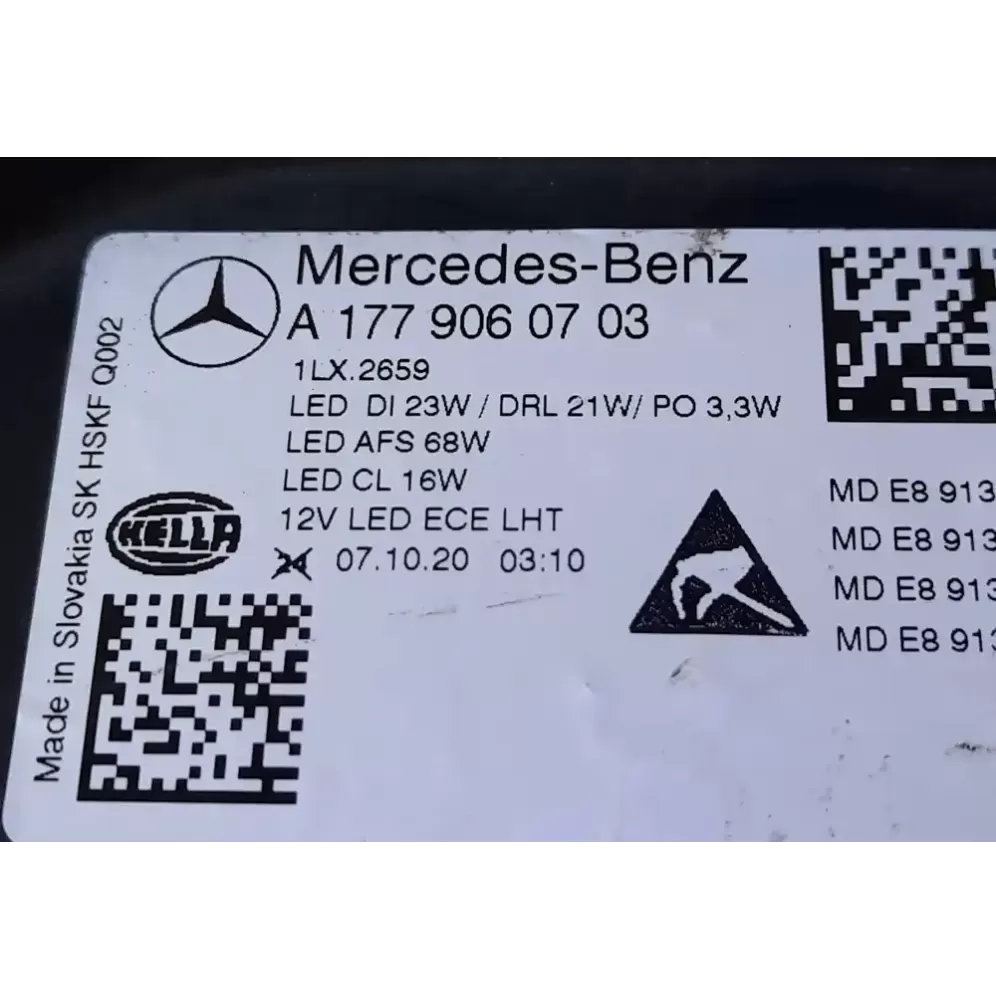 Mercedes-Benz
A 177 906 07 03
1LX.2659
LED DI 23W / DRL 21W/ PO 3,3W
LED AFS 68W
LED CL 16W
12V LED ECE LHT
07.10.20 03:10
HELLA
Made in Slovakia SK HSKF Q002
MD E8 913
MD E8 913
MD E8 913
MD E8 913